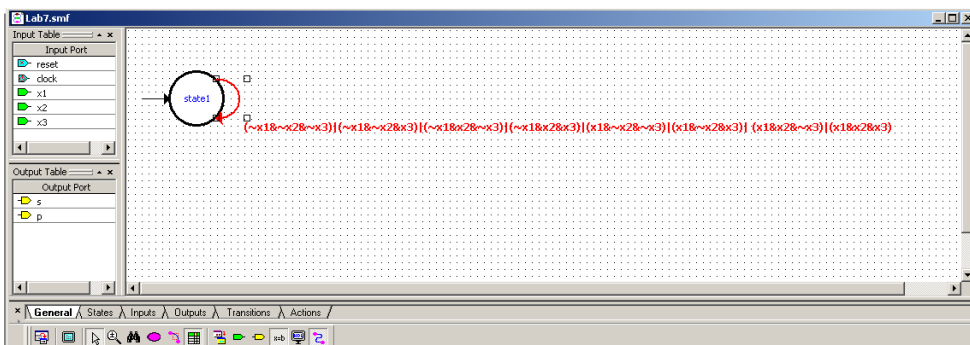 Lab7.smf
Input Table
Input Port
reset
clock
x1
x2
x3
state1
(~x1&~x2&~x3)|(~x1&~x2&x3)|(~x1&x2&~x3)|(~x1&x2&x3)|(x1&~x2&~x3)|(x1&~x2&x3)| (x1&x2&~x3)|(x1&x2&x3)
Output Table
Output Port
s
p
General States Inputs Outputs Transitions Actions